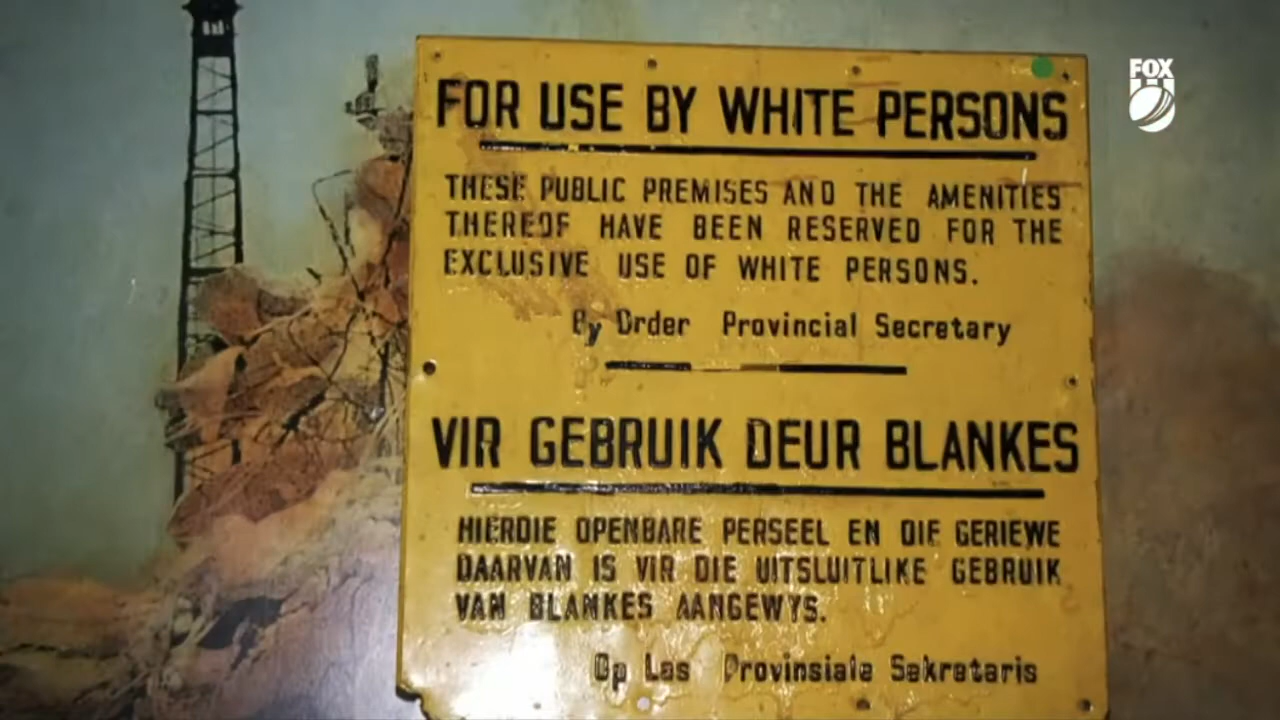 FOX
FOR USE BY WHITE PERSONS
THESE PUBLIC PREMISES AND THE AMENITIES
THEREOF HAVE BEEN RESERVED FOR THE
EXCLUSIVE USE OF WHITE PERSONS.
By Order Provincial Secretary
VIR GEBRUIK DEUR BLANKES
HIERDIE OPENBARE PERSEEL EN DIE GERIEWE
DAARVAN IS VIR DIE UITSLUITLIKE GEBRUIK
VAN BLANKES AANGEWYS.
Op Las Provinsiale Sekretaris